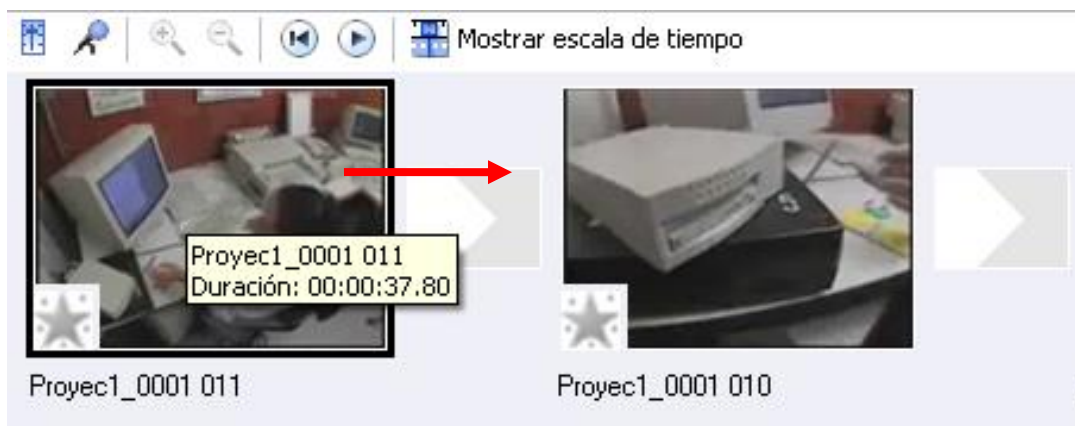 Mostrar escala de tiempo
Proyec1_0001 011
Duración: 00:00:37.80
Proyec1_0001 011
Proyec1_0001 010